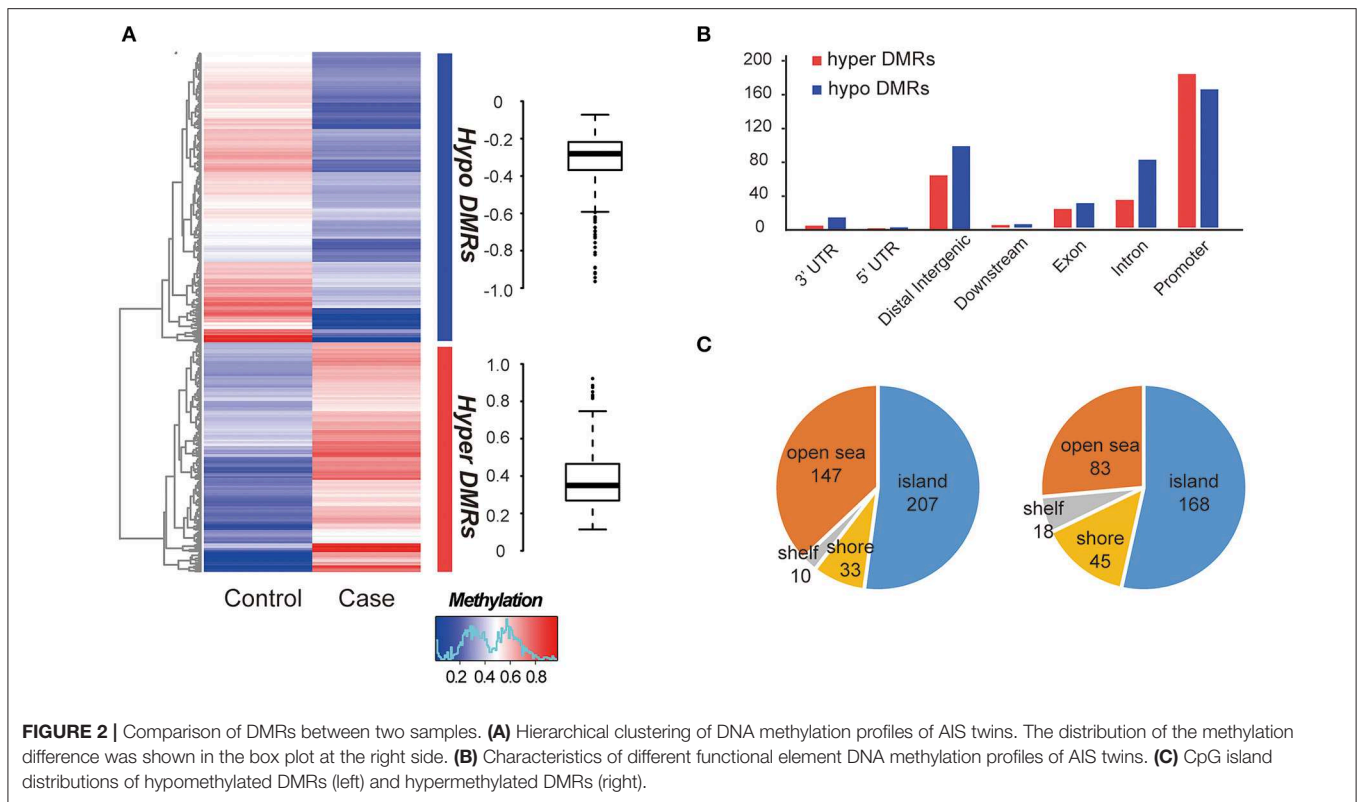 A
Hypo DMRs
0
-0.2
-0.4
-0.6
-0.8
-1.0
Hyper DMRs
1.0
0.8
0.6
0.4
0.2
0
Control
Case
Methylation
0.2 0.4 0.6 0.8
B
200
160
120
80
40
0
hyper DMRs
hypo DMRs
3' UTR
5' UTR
Distal Intergenic
Downstream
Exon
Intron
Promoter
C
open sea
147
island
207
shelf
10
shore
33
open sea
83
island
168
shelf
18
shore
45
FIGURE 2 | Comparison of DMRs between two samples. (A) Hierarchical clustering of DNA methylation profiles of AIS twins. The distribution of the methylation
difference was shown in the box plot at the right side. (B) Characteristics of different functional element DNA methylation profiles of AIS twins. (C) CpG island
distributions of hypomethylated DMRs (left) and hypermethylated DMRs (right).